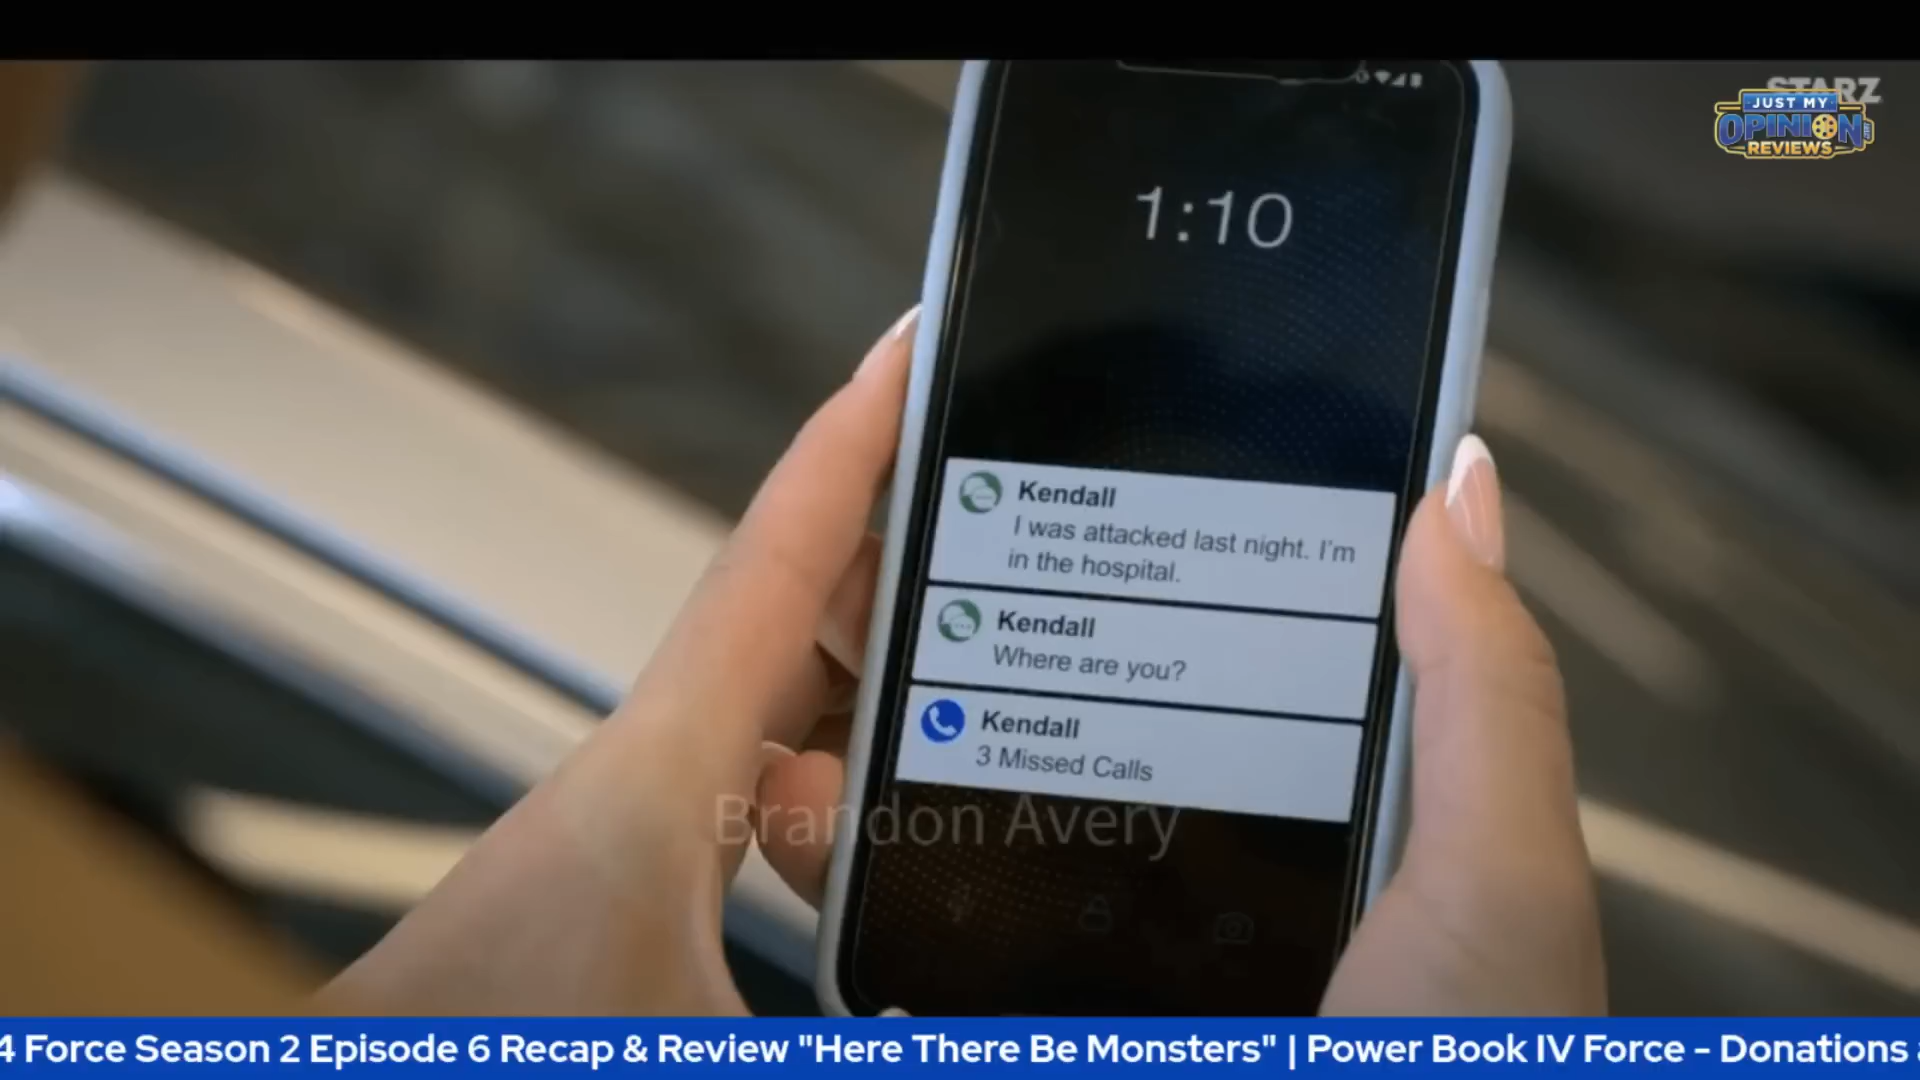 STARZ
JUST MY
OPINION
REVIEWS
1:10
Kendall
I was attacked last night. I'm
in the hospital.
Kendall
Where are you?
Kendall
3 Missed Calls
Brandon Avery
4 Force Season 2 Episode 6 Recap & Review "Here There Be Monsters" | Power Book IV Force - Donations